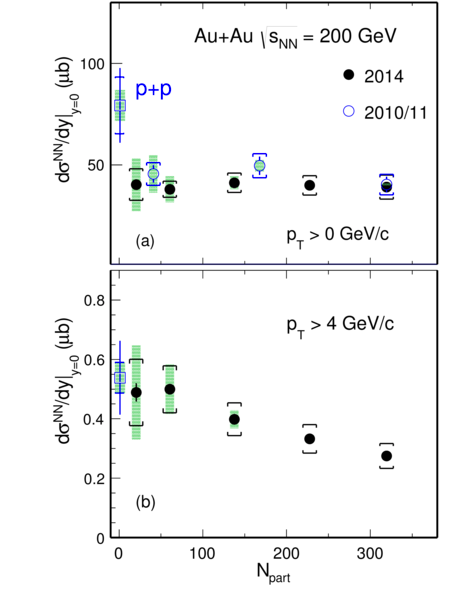 Au+Au √sNN = 200 GeV
100
p+p
2014
2010/11
50
dσNN/dy|y=0 (μb)
(a)
pT > 0 GeV/c
0.8
pT > 4 GeV/c
0.6
dσNN/dy|y=0 (μb)
0.4
0.2
(b)
0
0 100 200 300
Npart